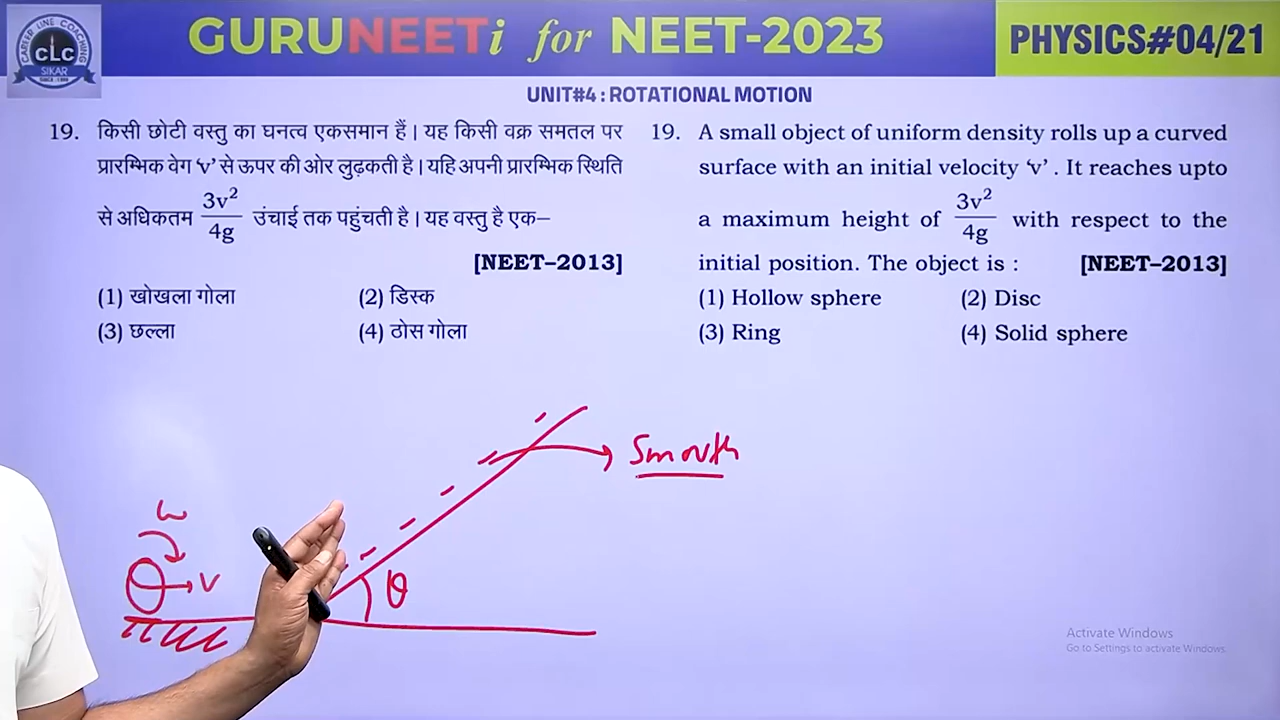 CAREER LINE COACHING
CLC
SIKAR
SINCE : 1996
GURUNEETi for NEET-2023
PHYSICS#04/21
UNIT#4 : ROTATIONAL MOTION
19. किसी छोटी वस्तु का घनत्व एकसमान हैं। यह किसी वक्र समतल पर
प्रारम्भिक वेग ‘v’ से ऊपर की ओर लुढ़कती है। यहि अपनी प्रारम्भिक स्थिति
से अधिकतम 3v²/4g उंचाई तक पहुंचती है। यह वस्तु है एक–
[NEET–2013]
(1) खोखला गोला (2) डिस्क
(3) छल्ला (4) ठोस गोला
19. A small object of uniform density rolls up a curved
surface with an initial velocity ‘v’ . It reaches upto
a maximum height of 3v²/4g with respect to the
initial position. The object is : [NEET–2013]
(1) Hollow sphere (2) Disc
(3) Ring (4) Solid sphere
Smooth
ω
v
θ
Activate Windows
Go to Settings to activate Windows.